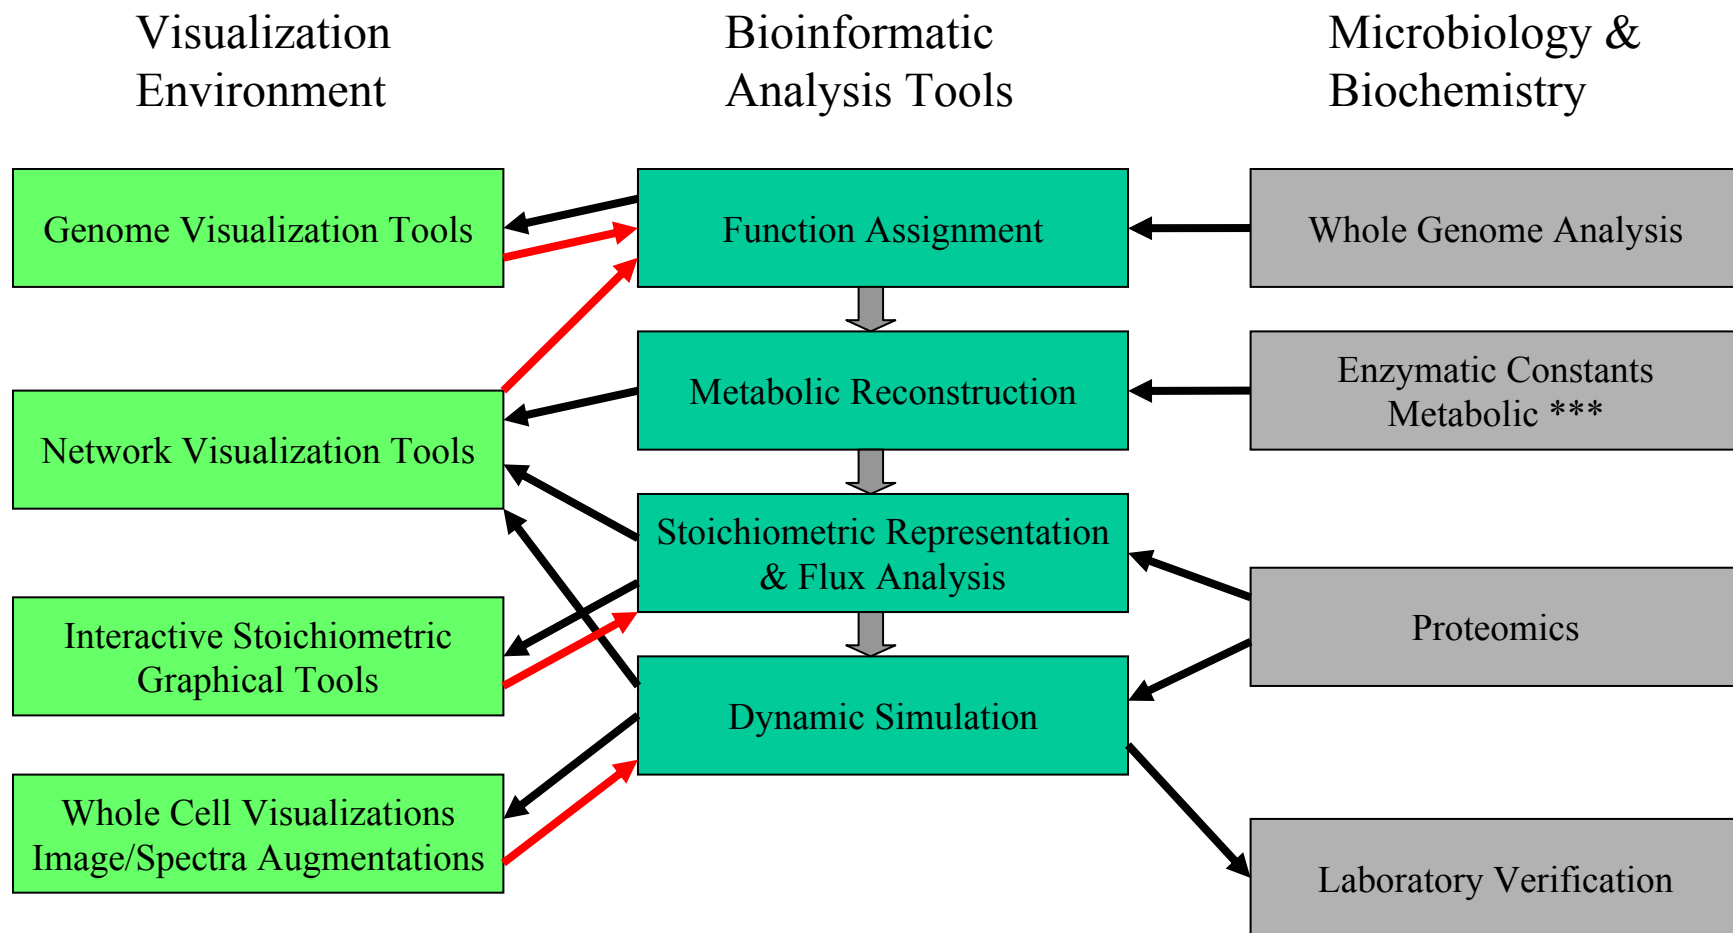 Visualization
Environment
Bioinformatic
Analysis Tools
Microbiology &
Biochemistry
Genome Visualization Tools
Function Assignment
Whole Genome Analysis
Metabolic Reconstruction
Enzymatic Constants
Metabolic ***
Network Visualization Tools
Stoichiometric Representation
& Flux Analysis
Proteomics
Interactive Stoichiometric
Graphical Tools
Dynamic Simulation
Whole Cell Visualizations
Image/Spectra Augmentations
Laboratory Verification